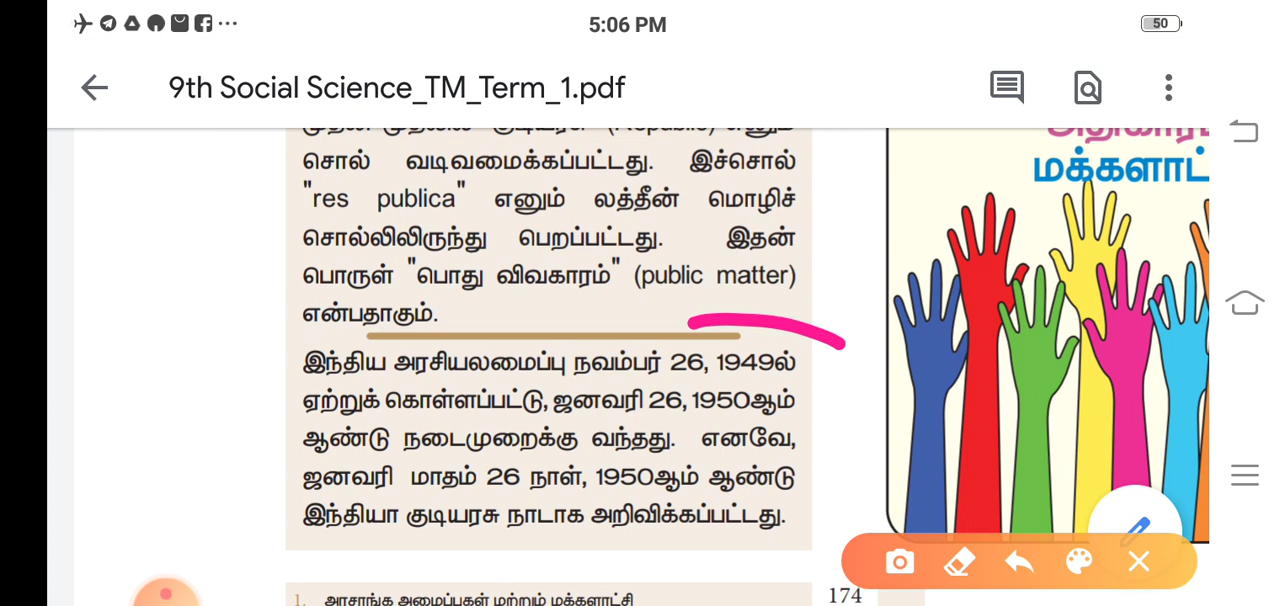 5:06 PM
50
9th Social Science_TM_Term_1.pdf
சொல் வடிவமைக்கப்பட்டது. இச்சொல்
"res publica" எனும் லத்தீன் மொழிச்
சொல்லிலிருந்து பெறப்பட்டது. இதன்
பொருள் "பொது விவகாரம்" (public matter)
என்பதாகும்.
இந்திய அரசியலமைப்பு நவம்பர் 26, 1949ல்
ஏற்றுக் கொள்ளப்பட்டு, ஜனவரி 26, 1950ஆம்
ஆண்டு நடைமுறைக்கு வந்தது. எனவே,
ஜனவரி மாதம் 26 நாள், 1950ஆம் ஆண்டு
இந்தியா குடியரசு நாடாக அறிவிக்கப்பட்டது.
மக்களாட்
1. அரசாங்க அமைப்புகள் மற்றும் மக்களாட்சி
174